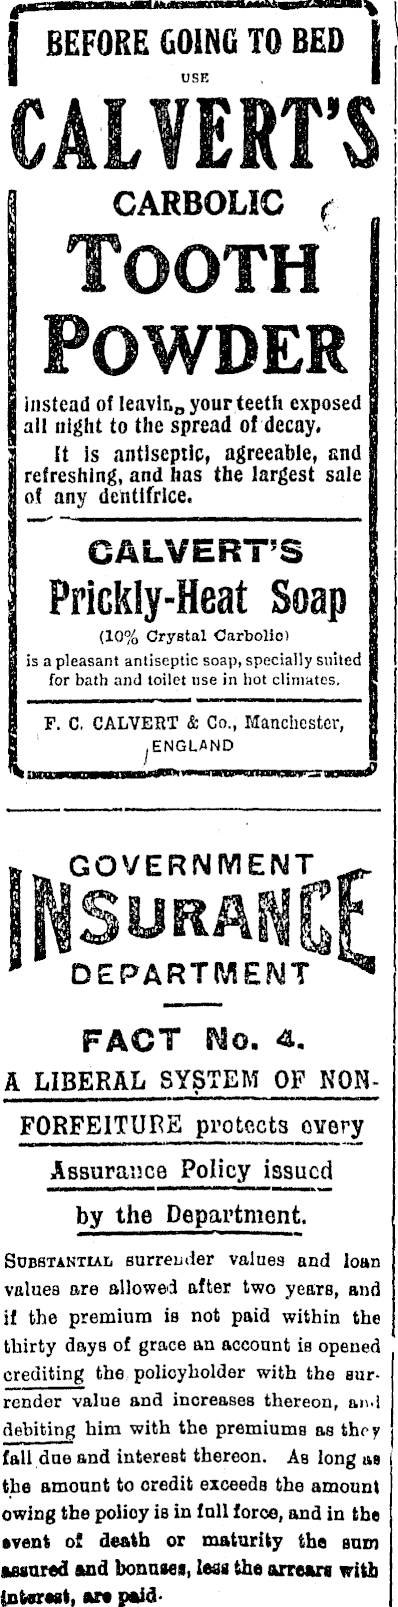 BEFORE GOING TO BED
USE
CALVERT'S
CARBOLIC
TOOTH
POWDER
instead of leavin„ your teeth exposed
all night to the spread of decay.
It is antiseptic, agreeable, and
refreshing, and has the largest sale
of any dentifrice.
CALVERT'S
Prickly-Heat Soap
(10% Crystal Carbolic)
is a pleasant antiseptic soap, specially suited
for bath and toilet use in hot climates.
F. C. CALVERT & Co., Manchester,
ENGLAND
GOVERNMENT
INSURANCE
DEPARTMENT
FACT No. 4.
A LIBERAL SYSTEM OF NON-
FORFEITURE protects every
Assurance Policy issued
by the Department.
SUBSTANTIAL surrender values and loan
values are allowed after two years, and
if the premium is not paid within the
thirty days of grace an account is opened
crediting the policyholder with the sur-
render value and increases thereon, and
debiting him with the premiums as they
fall due and interest thereon. As long as
the amount to credit exceeds the amount
owing the policy is in full force, and in the
event of death or maturity the sum
assured and bonuses, less the arrears with
interest, are paid.